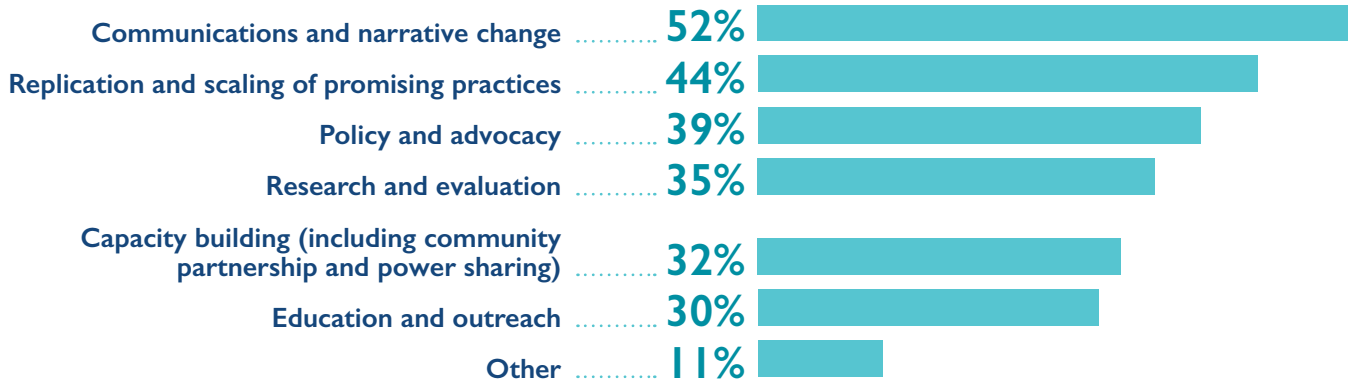 Communications and narrative change ........... 52%
Replication and scaling of promising practices ........... 44%
Policy and advocacy ........... 39%
Research and evaluation ........... 35%
Capacity building (including community
partnership and power sharing) ........... 32%
Education and outreach ........... 30%
Other ........... 11%